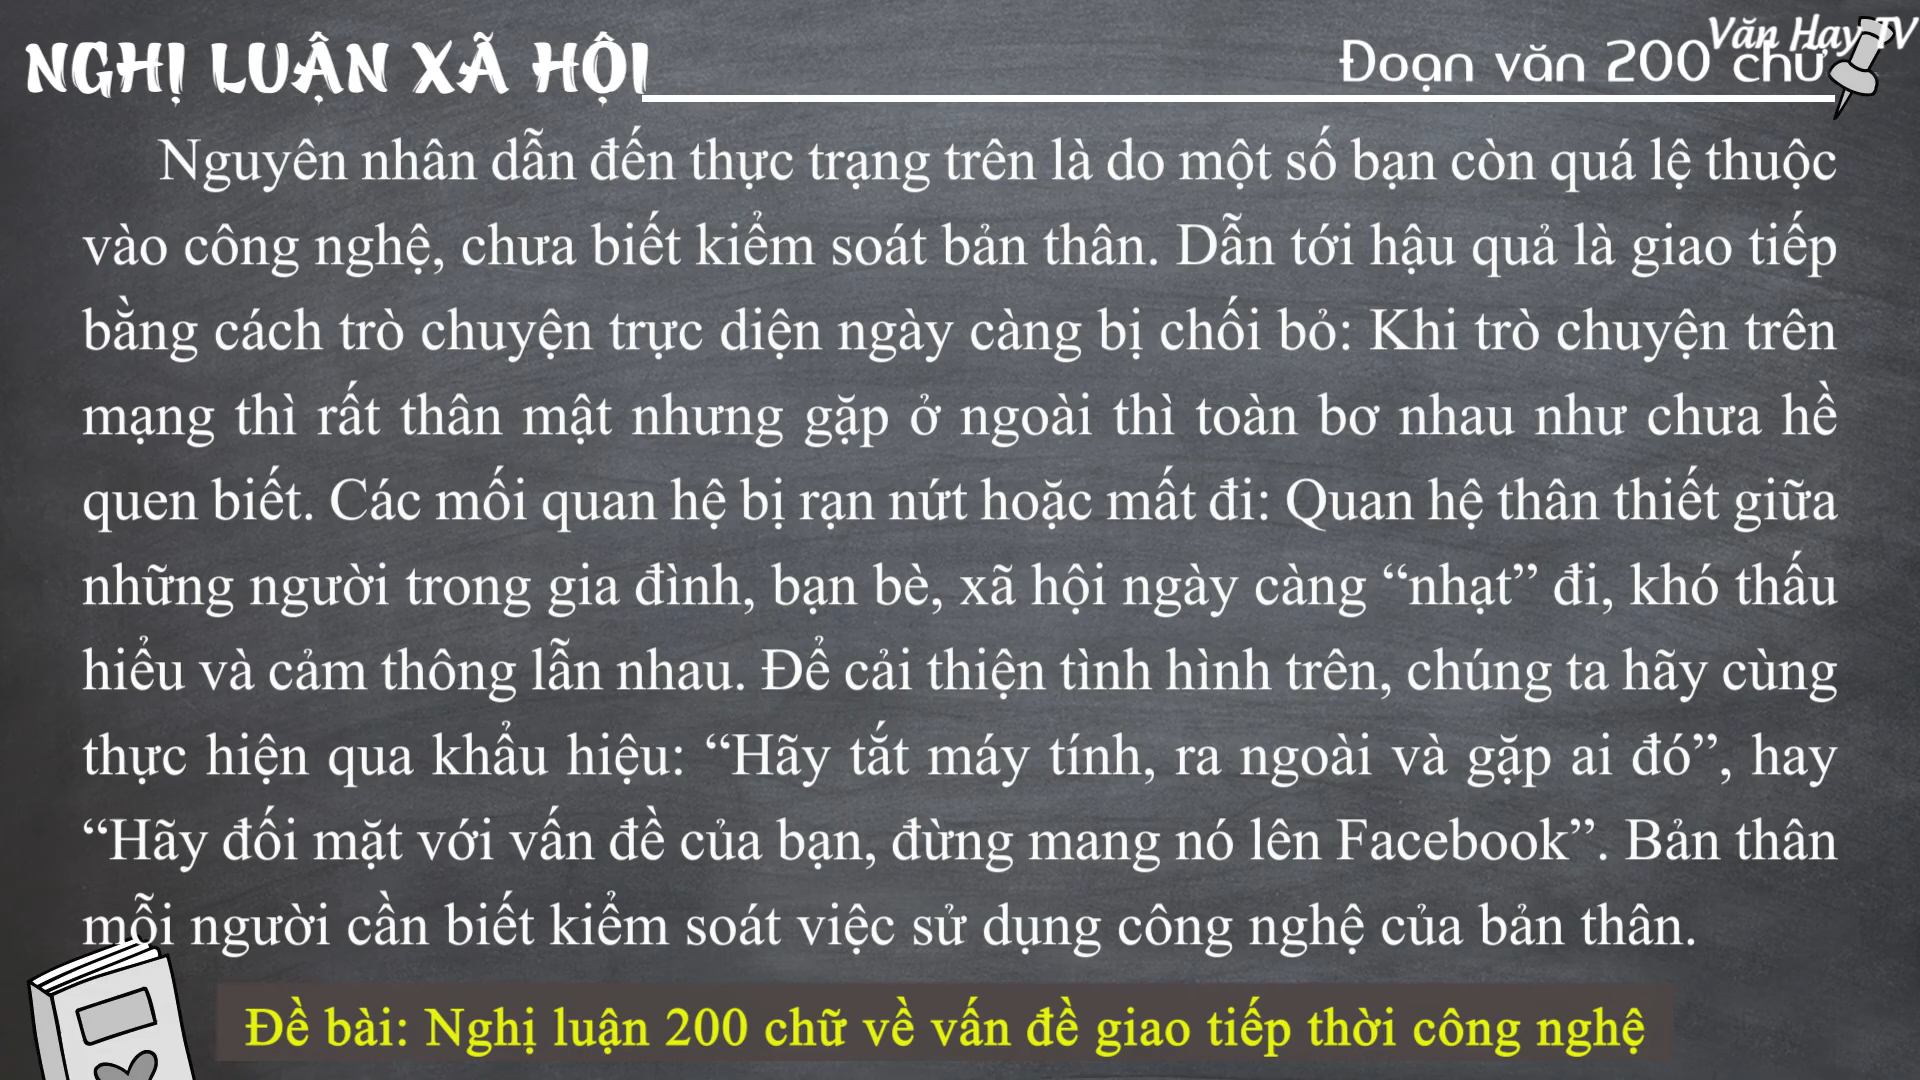 Văn Hay TV
NGHỊ LUẬN XÃ HỘI
Đoạn văn 200 chữ
Nguyên nhân dẫn đến thực trạng trên là do một số bạn còn quá lệ thuộc
vào công nghệ, chưa biết kiểm soát bản thân. Dẫn tới hậu quả là giao tiếp
bằng cách trò chuyện trực diện ngày càng bị chối bỏ: Khi trò chuyện trên
mạng thì rất thân mật nhưng gặp ở ngoài thì toàn bơ nhau như chưa hề
quen biết. Các mối quan hệ bị rạn nứt hoặc mất đi: Quan hệ thân thiết giữa
những người trong gia đình, bạn bè, xã hội ngày càng “nhạt” đi, khó thấu
hiểu và cảm thông lẫn nhau. Để cải thiện tình hình trên, chúng ta hãy cùng
thực hiện qua khẩu hiệu: “Hãy tắt máy tính, ra ngoài và gặp ai đó”, hay
“Hãy đối mặt với vấn đề của bạn, đừng mang nó lên Facebook”. Bản thân
mỗi người cần biết kiểm soát việc sử dụng công nghệ của bản thân.
Đề bài: Nghị luận 200 chữ về vấn đề giao tiếp thời công nghệ